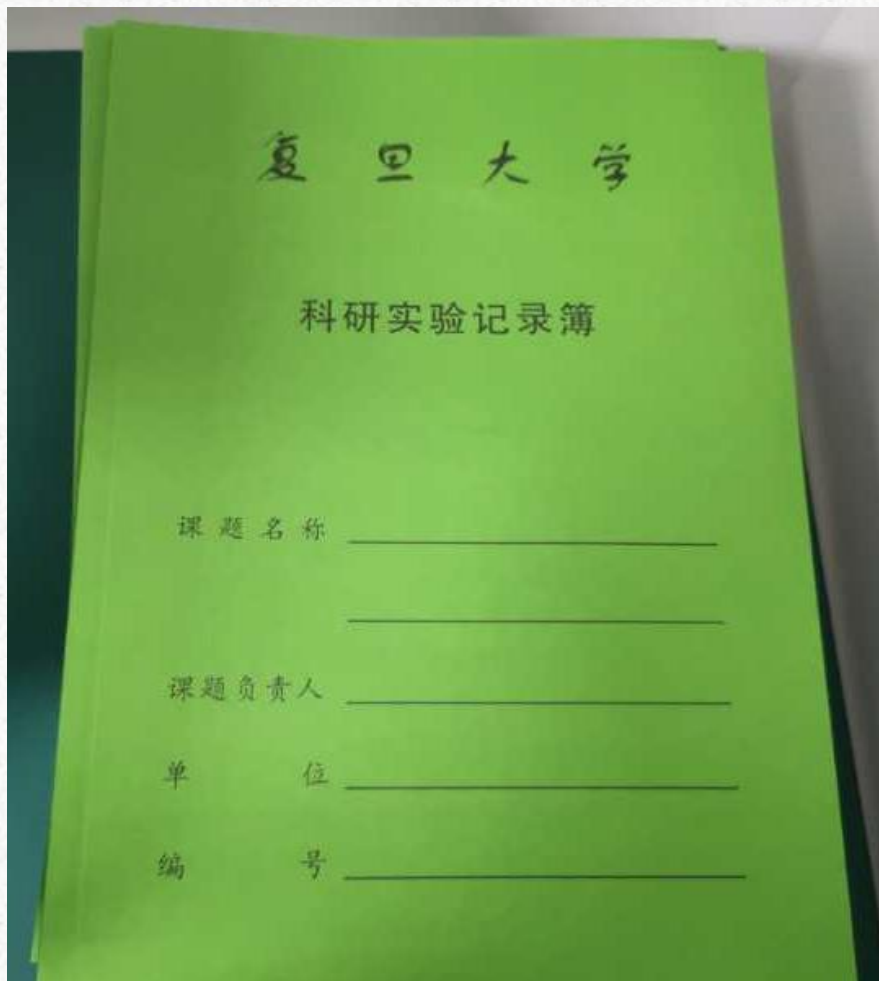 复旦大学
科研实验记录簿
课题名称
课题负责人
单位
编号